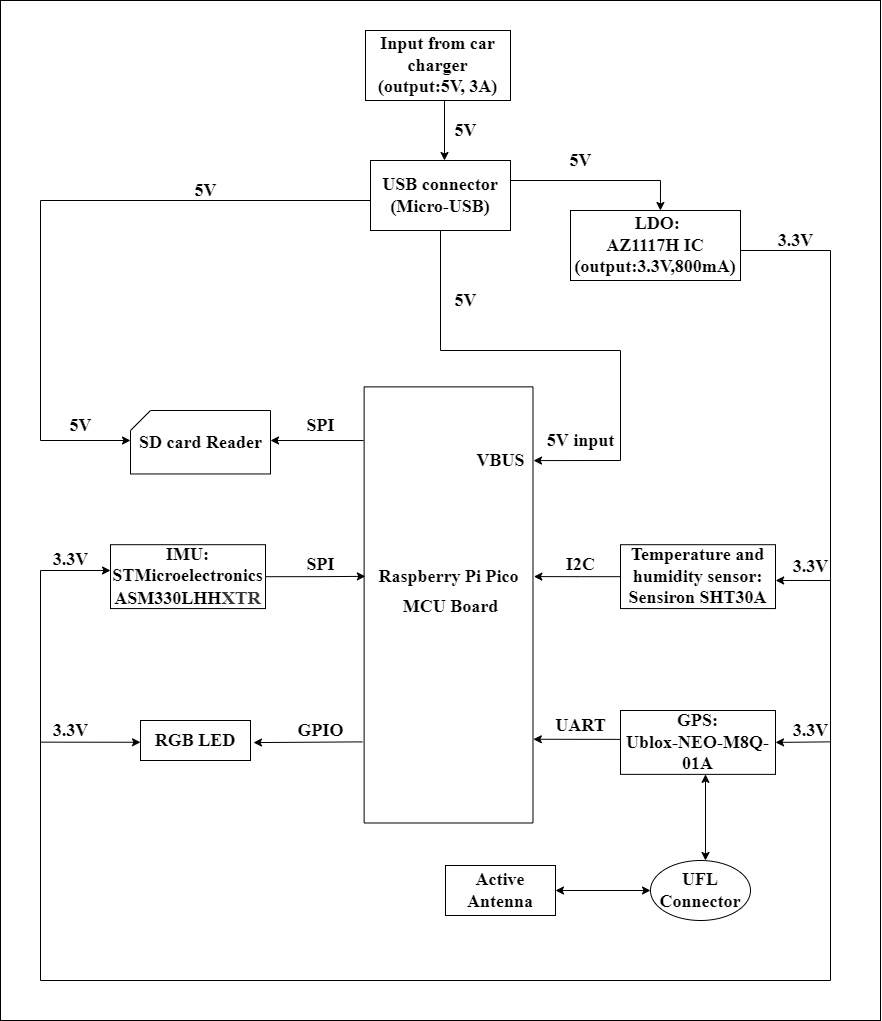 Input from car
charger
(output:5V, 3A)
5V
USB connector
(Micro-USB)
5V
5V
LDO:
AZ1117H IC
(output:3.3V,800mA)
3.3V
5V
5V
SD card Reader
SPI
5V input
VBUS
3.3V
IMU:
STMicroelectronics
ASM330LHHXTR
SPI
Raspberry Pi Pico
MCU Board
I2C
Temperature and
humidity sensor:
Sensiron SHT30A
3.3V
3.3V
RGB LED
GPIO
UART
GPS:
Ublox-NEO-M8Q-
01A
3.3V
Active
Antenna
UFL
Connector